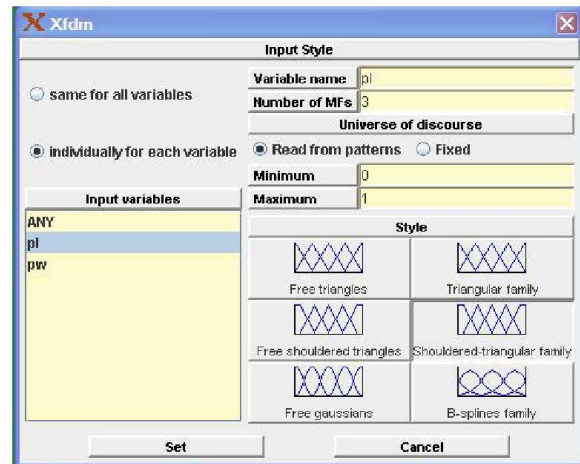 Xfdm
Input Style
same for all variables
individually for each variable
Input variables
ANY
pl
pw
Variable name pl
Number of MFs 3
Universe of discourse
Read from patterns Fixed
Minimum 0
Maximum 1
Style
Free triangles Triangular family
Free shouldered triangles Shouldered-triangular family
Free gaussians B-splines family
Set Cancel